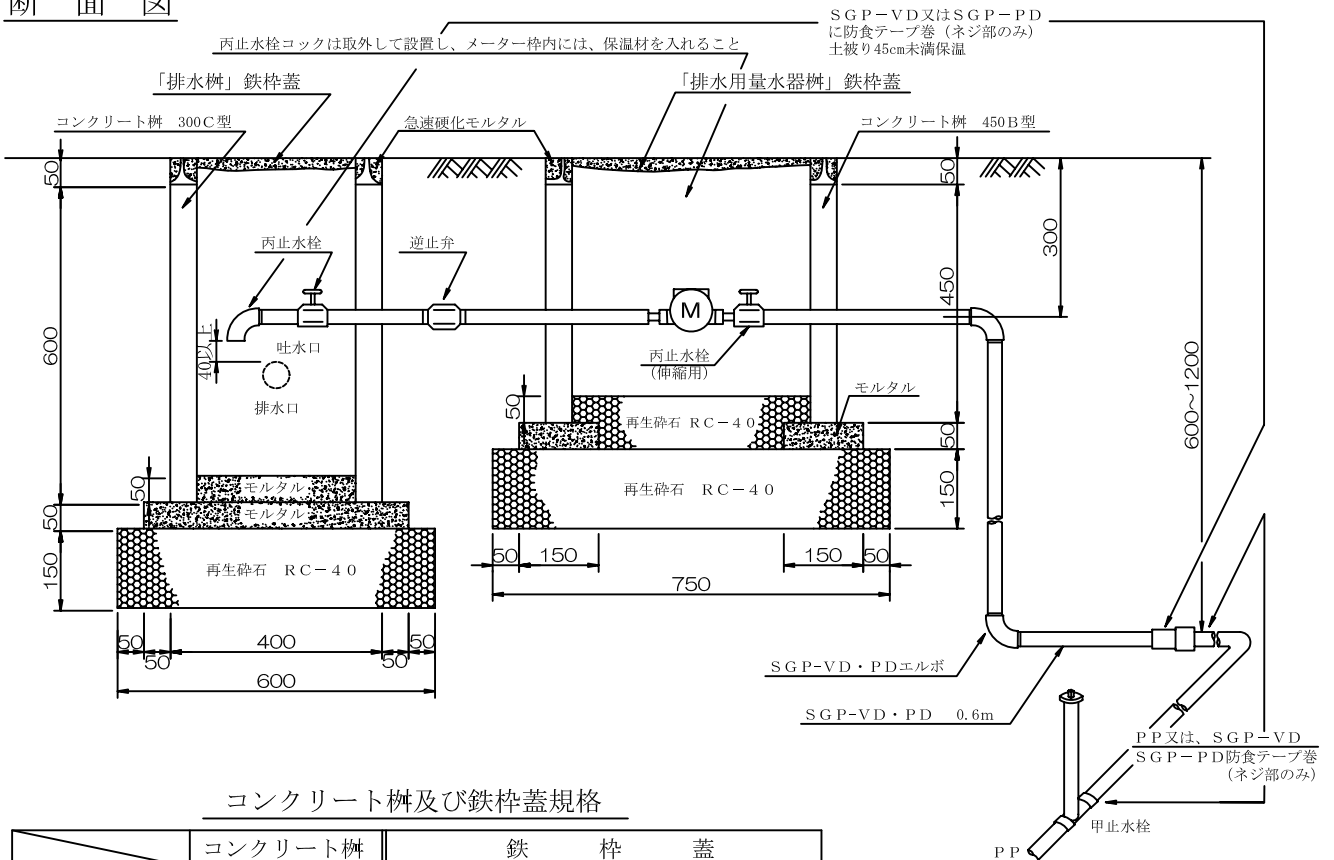 断面図
SGP-VD又はSGP-PD
に防食テープ巻（ネジ部のみ）
土被り45cm未満保温
丙止水栓コックは取外して設置し、メーター枠内には、保温材を入れること
「排水桝」鉄枠蓋
「排水用量水器桝」鉄枠蓋
コンクリート桝 300C型
急速硬化モルタル
コンクリート桝 450B型
50
50
300
丙止水栓
逆止弁
M
450
600
40以上
吐水口
排水口
丙止水栓
(伸縮用)
モルタル
600~1200
50
再生砕石 RC-40
50
再生砕石 RC-40
150
50
モルタル
50
モルタル
150
再生砕石 RC-40
50
150
150
50
750
50
50
400
50
50
600
SGP-VD・PDエルボ
SGP-VD・PD 0.6m
PP又は、SGP-VD
SGP-PD防食テープ巻
(ネジ部のみ)
甲止水栓
PP
コンクリート桝及び鉄枠蓋規格
コンクリート桝
鉄枠蓋